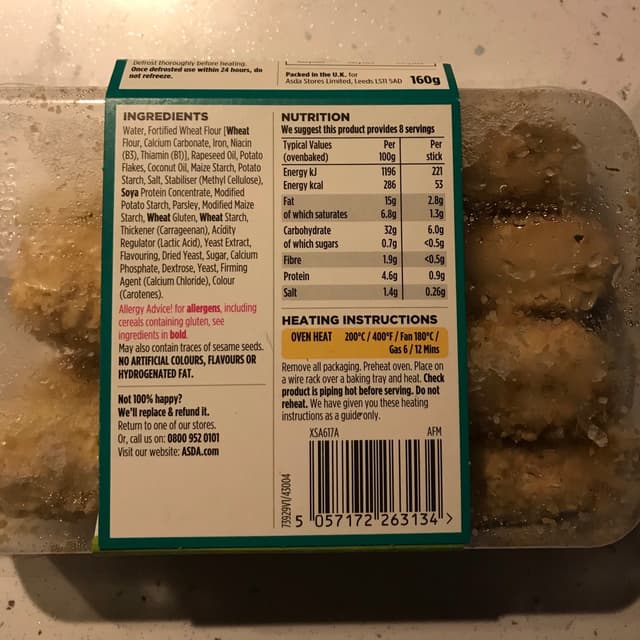 Defrost thoroughly before heating.
Once defrosted use within 24 hours, do
not refreeze.
Packed in the U.K. for
Asda Stores Limited, Leeds LS11 5AD 160g
INGREDIENTS
Water, Fortified Wheat Flour [Wheat
Flour, Calcium Carbonate, Iron, Niacin
(B3), Thiamin (B1)], Rapeseed Oil, Potato
Flakes, Coconut Oil, Maize Starch, Potato
Starch, Salt, Stabiliser (Methyl Cellulose),
Soya Protein Concentrate, Modified
Potato Starch, Parsley, Modified Maize
Starch, Wheat Gluten, Wheat Starch,
Thickener (Carrageenan), Acidity
Regulator (Lactic Acid), Yeast Extract,
Flavouring, Dried Yeast, Sugar, Calcium
Phosphate, Dextrose, Yeast, Firming
Agent (Calcium Chloride), Colour
(Carotenes).
Allergy Advice! for allergens, including
cereals containing gluten, see
ingredients in bold.
May also contain traces of sesame seeds.
NO ARTIFICIAL COLOURS, FLAVOURS OR
HYDROGENATED FAT.
Not 100% happy?
We'll replace & refund it.
Return to one of our stores.
Or, call us on: 0800 952 0101
Visit our website: ASDA.com
NUTRITION
We suggest this product provides 8 servings
Typical Values Per Per
(ovenbaked) 100g stick
Energy kJ 1196 221
Energy kcal 286 53
Fat 15g 2.8g
of which saturates 6.8g 1.3g
Carbohydrate 32g 6.0g
of which sugars 0.7g <0.5g
Fibre 1.9g <0.5g
Protein 4.6g 0.9g
Salt 1.4g 0.26g
HEATING INSTRUCTIONS
OVEN HEAT 200°C / 400°F / Fan 180°C /
Gas 6 / 12 Mins
Remove all packaging. Preheat oven. Place on
a wire rack over a baking tray and heat. Check
product is piping hot before serving. Do not
reheat. We have given you these heating
instructions as a guide only.
XSA617A AFM
73929V1/43004
5 057172 263134 >